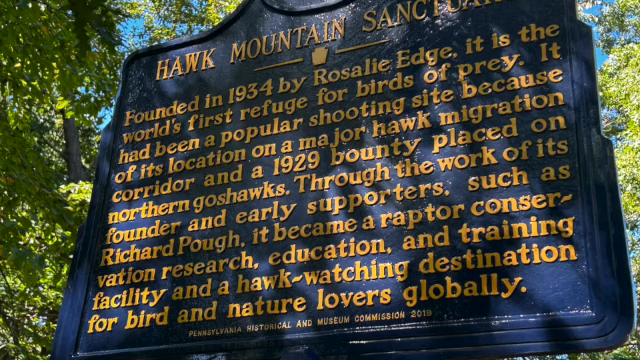 HAWK MOUNTAIN SANCTUA
Founded in 1934 by Rosalie Edge, it is the
world's first refuge for birds of prey. It
had been a popular shooting site because
of its location on a major hawk migration
corridor and a 1929 bounty placed on
northern goshawks. Through the work of its
founder and early supporters, such as
Richard Pough, it became a raptor conser-
vation research, education, and training
facility and a hawk-watching destination
for bird and nature lovers globally.
PENNSYLVANIA HISTORICAL AND MUSEUM COMMISSION 2019